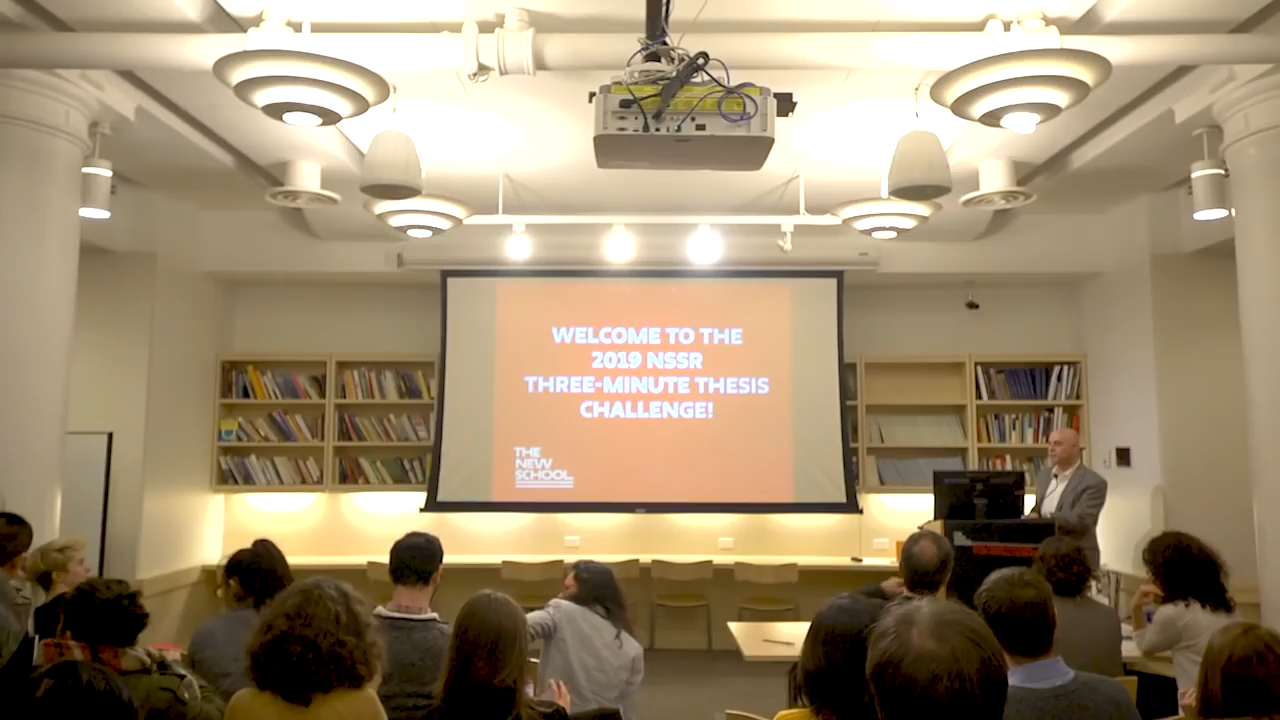 WELCOME TO THE
2019 NSSR
THREE-MINUTE THESIS
CHALLENGE!
THE
NEW
SCHOOL